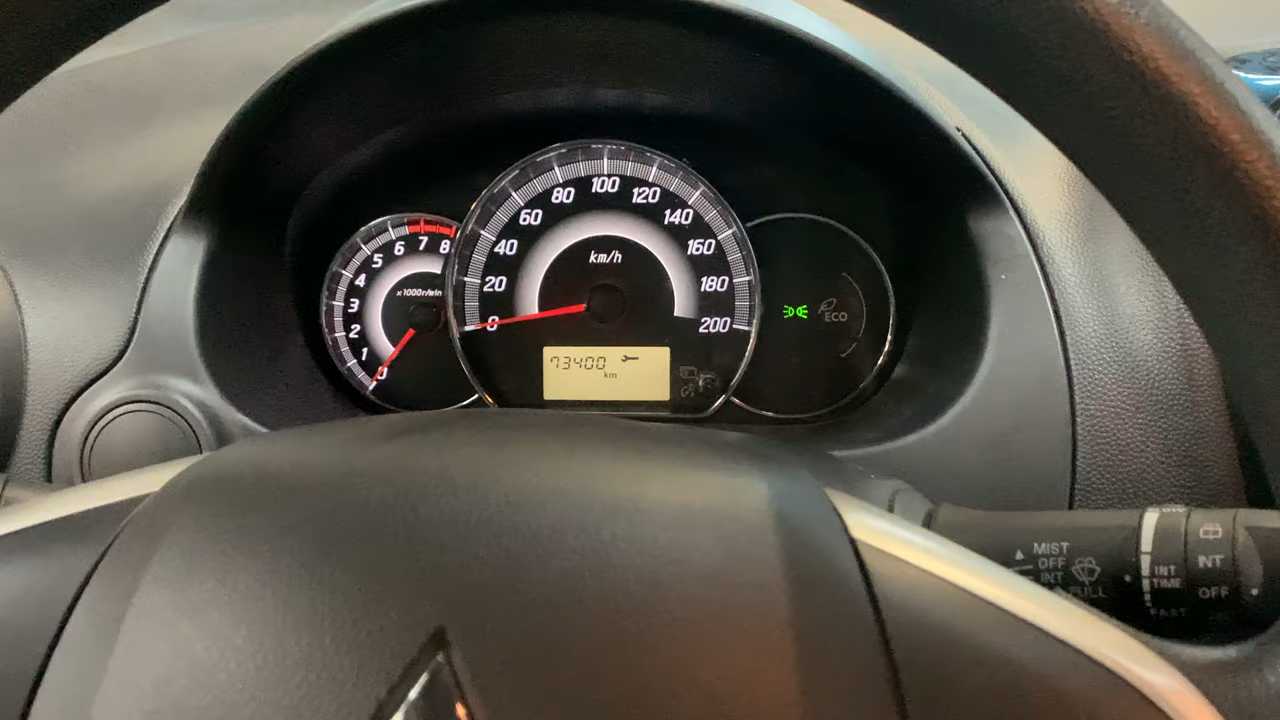 0
1
2
3
4
5
6
7
8
x1000r/min
0
20
40
60
80
100
120
140
160
180
200
km/h
73400
km
ECO
MIST
OFF
INT
FULL
INT
TIME
FAST
INT
OFF